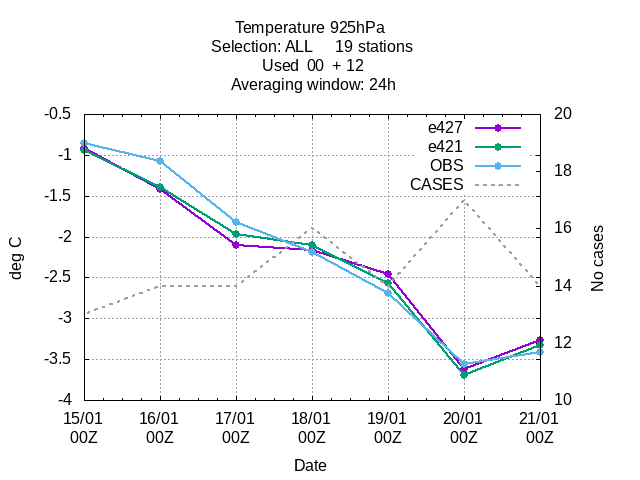 Temperature 925hPa
Selection: ALL     19 stations
Used  00  + 12
Averaging window: 24h
-0.5
-1
-1.5
-2
-2.5
-3
-3.5
-4
deg C
e427
e421
OBS
CASES
20
18
16
14
12
10
No cases
15/01 16/01 17/01 18/01 19/01 20/01 21/01
00Z 00Z 00Z 00Z 00Z 00Z 00Z
Date